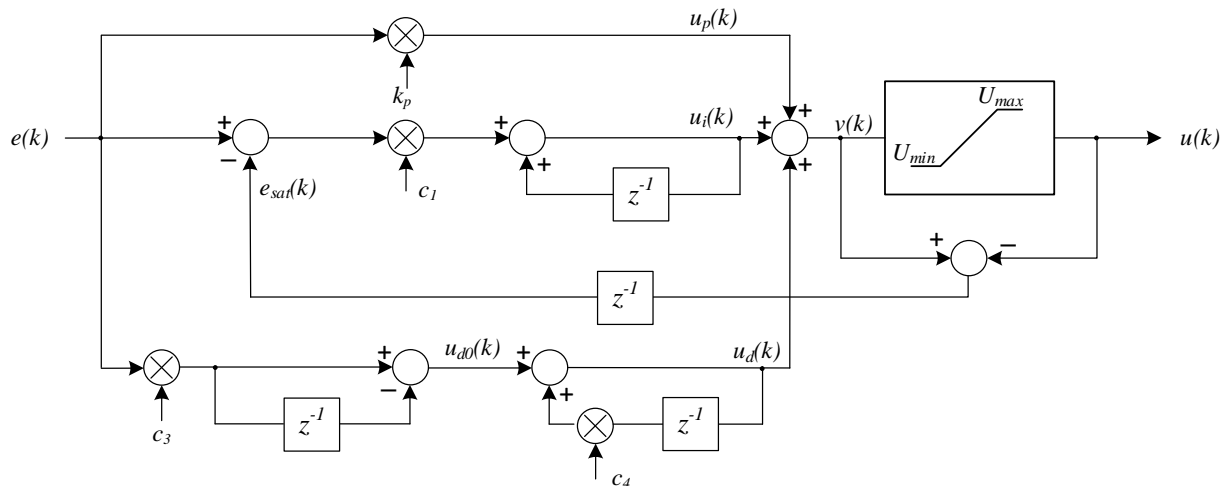 u_p(k)
k_p
e(k)
+
−
e_sat(k)
c_1
+
+
u_i(k)
z^-1
+
+
+
v(k)
U_max
U_min
u(k)
+
−
z^-1
c_3
+
−
z^-1
u_d0(k)
+
+
z^-1
c_4
u_d(k)